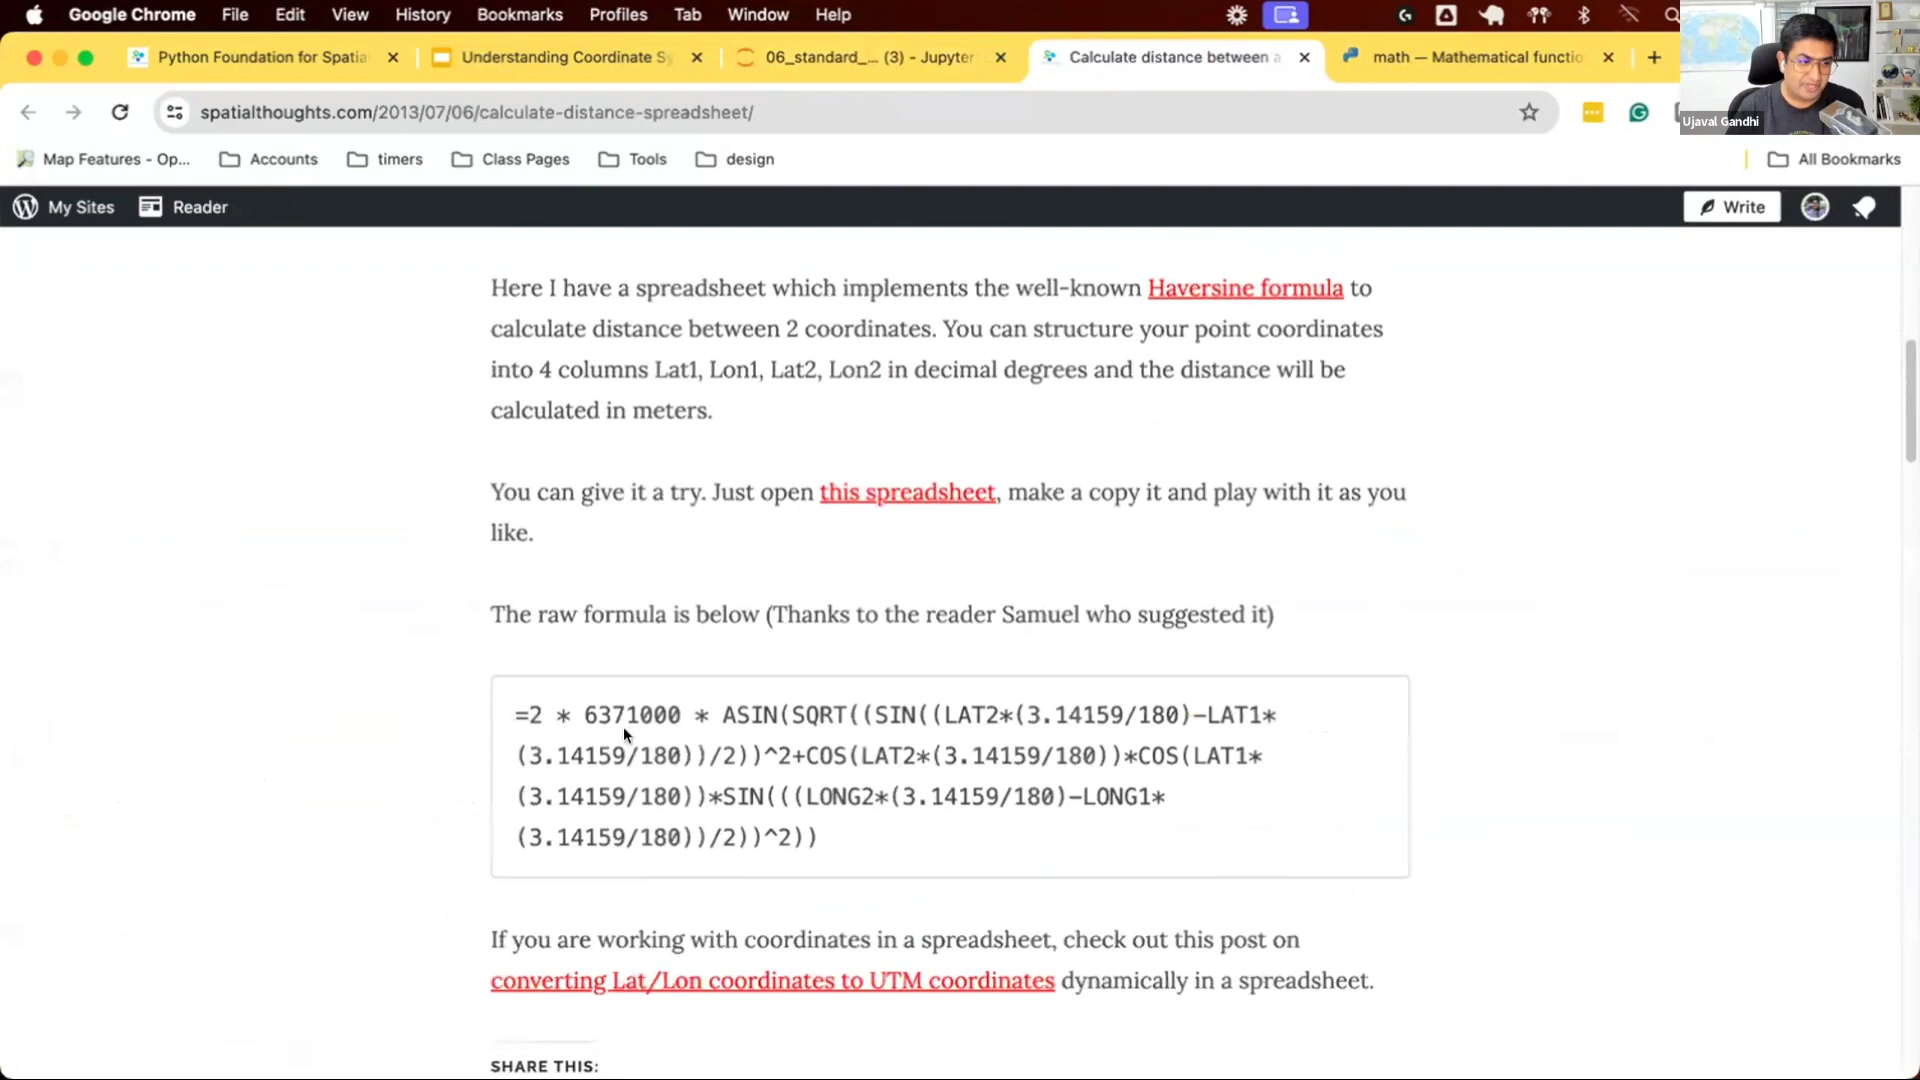 Google Chrome File Edit View History Bookmarks Profiles Tab Window Help
Python Foundation for Spatia
Understanding Coordinate Sy
06_standard_... (3) - Jupyter
Calculate distance between a
math — Mathematical functio
spatialthoughts.com/2013/07/06/calculate-distance-spreadsheet/
Ujaval Gandhi
Map Features - Op... Accounts timers Class Pages Tools design All Bookmarks
My Sites Reader Write
Here I have a spreadsheet which implements the well-known Haversine formula to
calculate distance between 2 coordinates. You can structure your point coordinates
into 4 columns Lat1, Lon1, Lat2, Lon2 in decimal degrees and the distance will be
calculated in meters.
You can give it a try. Just open this spreadsheet, make a copy it and play with it as you
like.
The raw formula is below (Thanks to the reader Samuel who suggested it)
=2 * 6371000 * ASIN(SQRT((SIN((LAT2*(3.14159/180)-LAT1*
(3.14159/180))/2))^2+COS(LAT2*(3.14159/180))*COS(LAT1*
(3.14159/180))*SIN(((LONG2*(3.14159/180)-LONG1*
(3.14159/180))/2))^2))
If you are working with coordinates in a spreadsheet, check out this post on
converting Lat/Lon coordinates to UTM coordinates dynamically in a spreadsheet.
SHARE THIS: